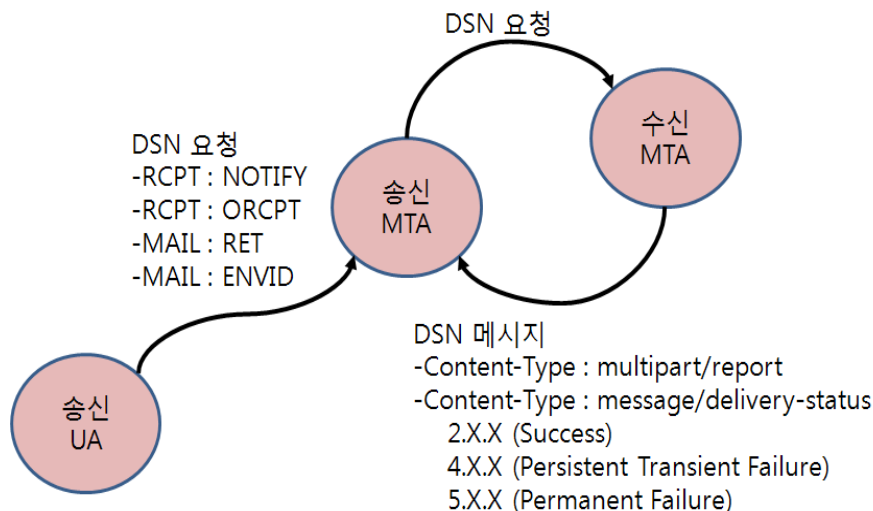 DSN 요청
수신
MTA
DSN 요청
-RCPT : NOTIFY
-RCPT : ORCPT
-MAIL : RET
-MAIL : ENVID
송신
MTA
DSN 메시지
-Content-Type : multipart/report
-Content-Type : message/delivery-status
2.X.X (Success)
4.X.X (Persistent Transient Failure)
5.X.X (Permanent Failure)
송신
UA